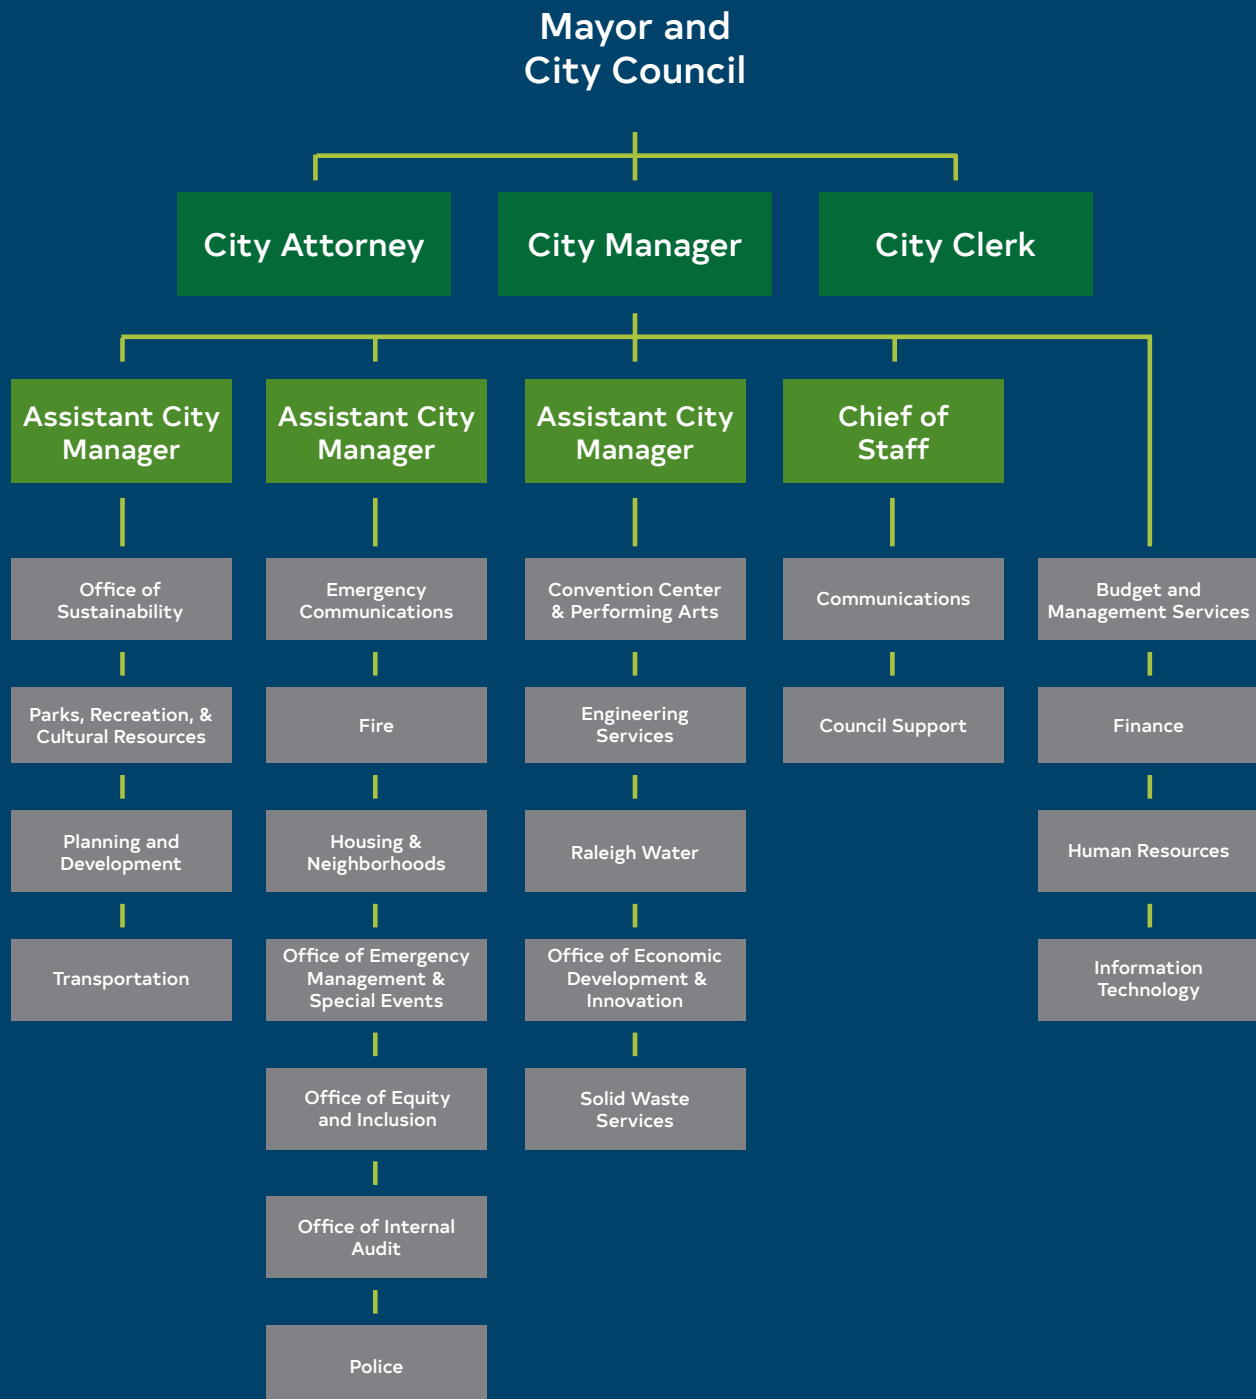 Mayor and
City Council
City Attorney
City Manager
City Clerk
Assistant City
Manager
Assistant City
Manager
Assistant City
Manager
Chief of
Staff
Office of
Sustainability
Emergency
Communications
Convention Center
& Performing Arts
Communications
Budget and
Management Services
Parks, Recreation, &
Cultural Resources
Fire
Engineering
Services
Council Support
Finance
Planning and
Development
Housing &
Neighborhoods
Raleigh Water
Human Resources
Transportation
Office of Emergency
Management &
Special Events
Office of Economic
Development &
Innovation
Information
Technology
Office of Equity
and Inclusion
Solid Waste
Services
Office of Internal
Audit
Police